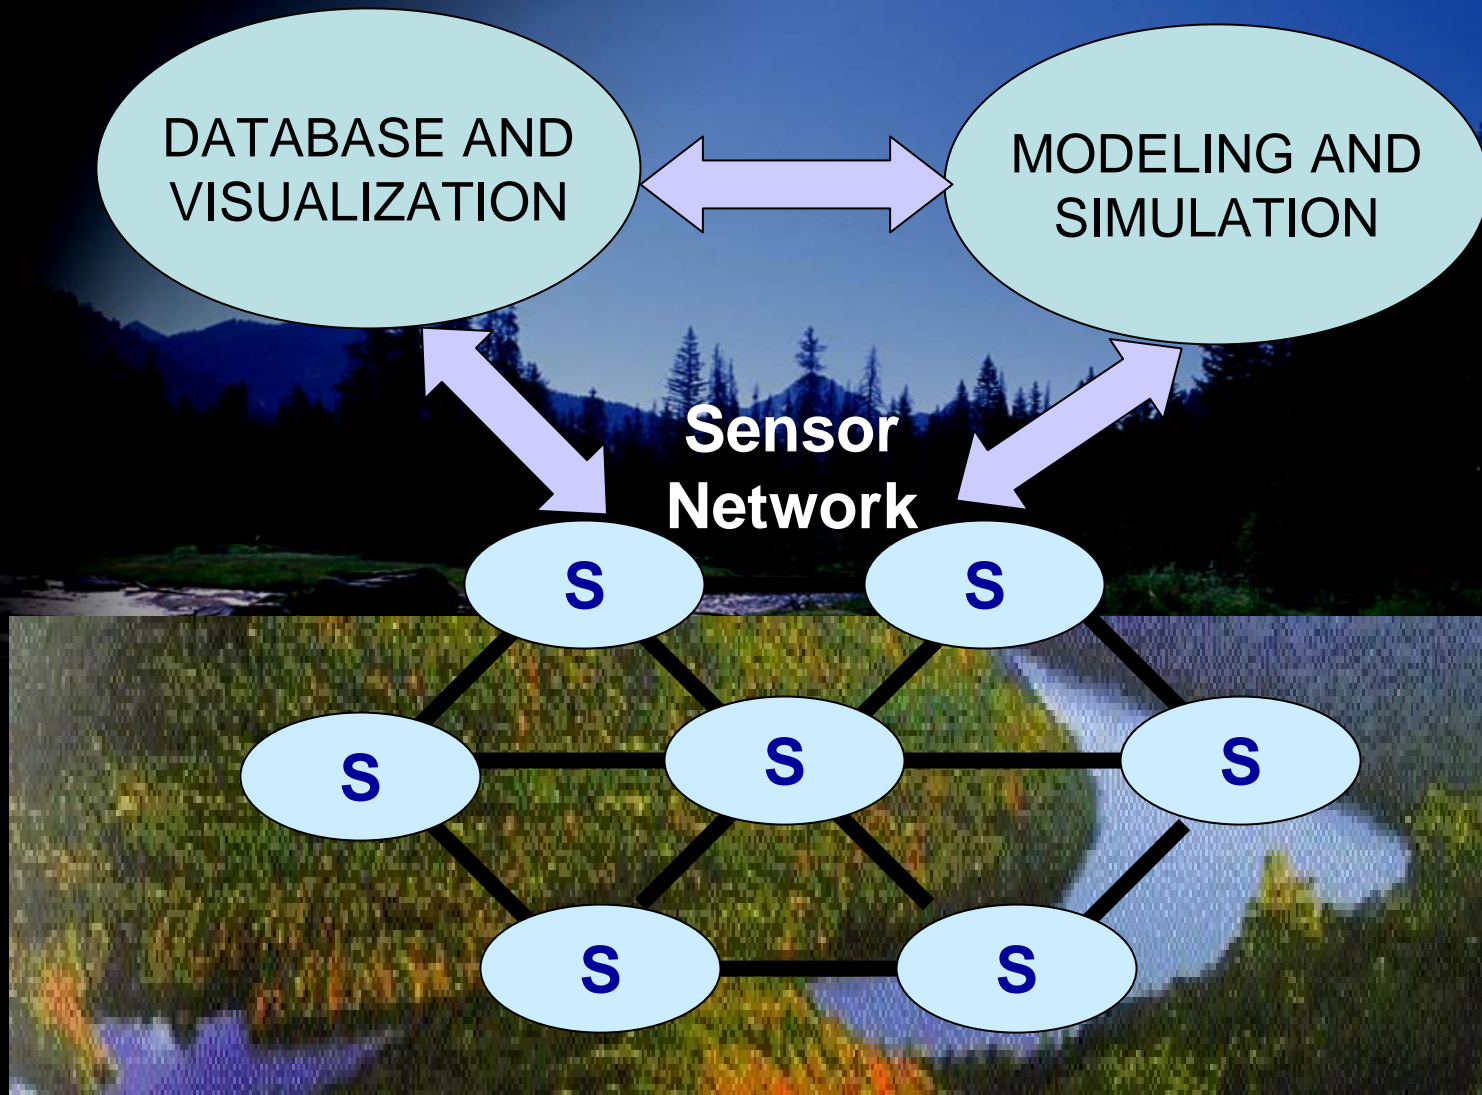 DATABASE AND
VISUALIZATION
MODELING AND
SIMULATION
Sensor
Network
S
S
S
S
S
S
S